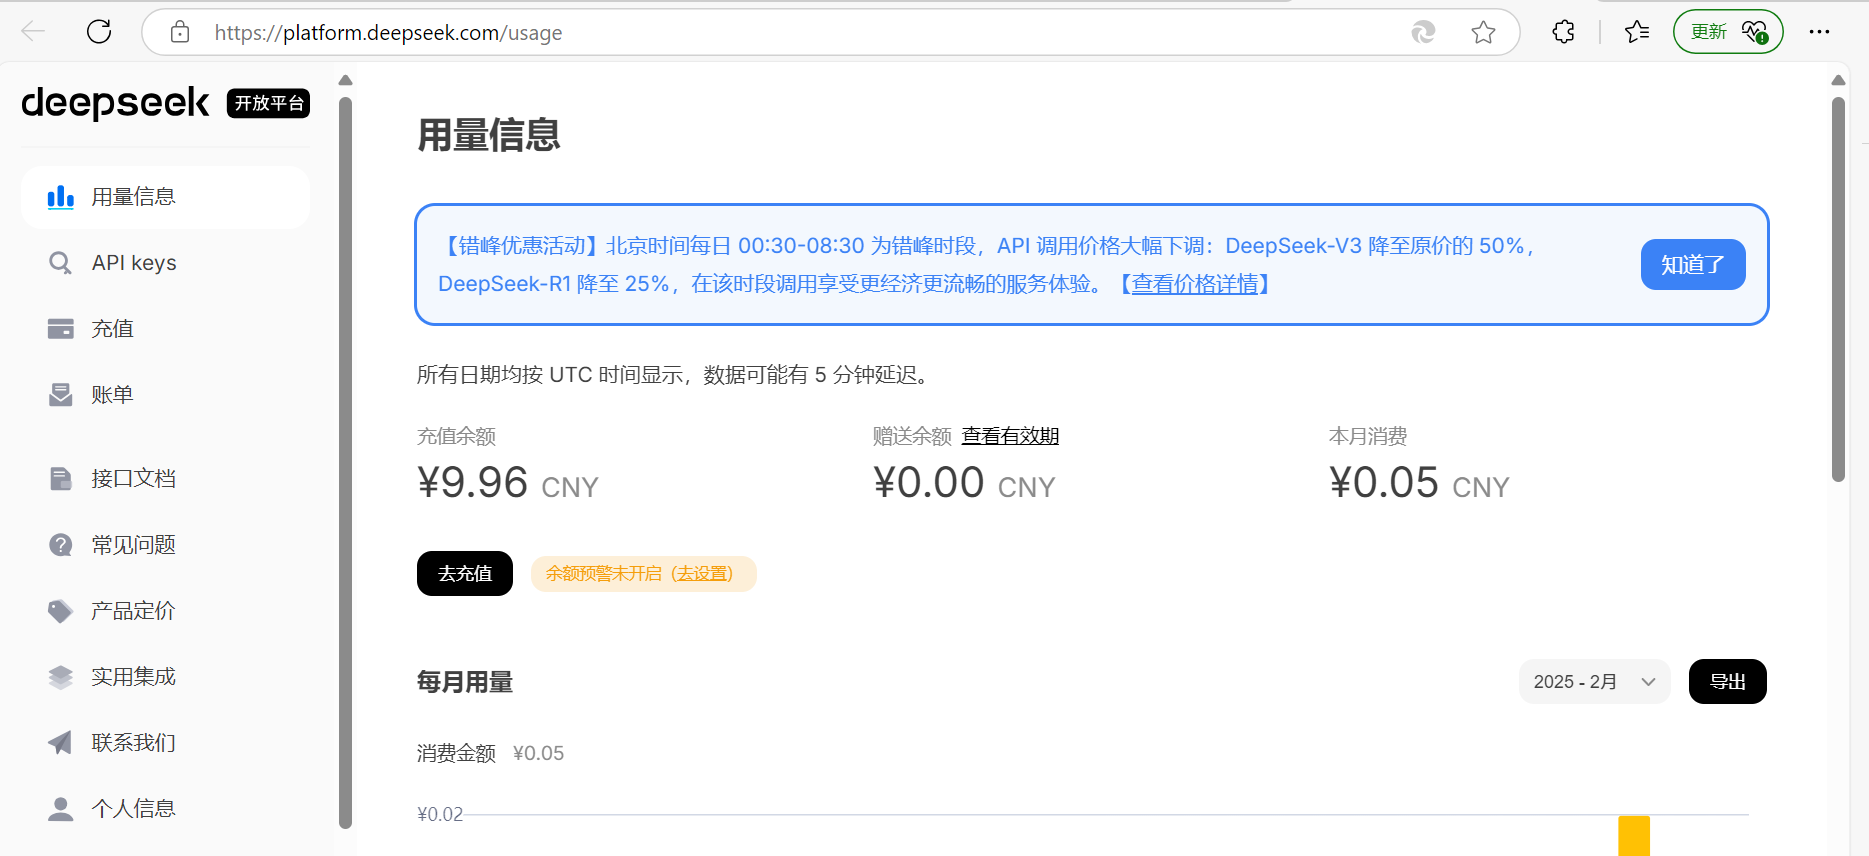 https://platform.deepseek.com/usage
更新
deepseek 开放平台
用量信息
API keys
充值
账单
接口文档
常见问题
产品定价
实用集成
联系我们
个人信息
用量信息
【错峰优惠活动】北京时间每日 00:30-08:30 为错峰时段，API 调用价格大幅下调：DeepSeek-V3 降至原价的 50%，
DeepSeek-R1 降至 25%，在该时段调用享受更经济更流畅的服务体验。【查看价格详情】
知道了
所有日期均按 UTC 时间显示，数据可能有 5 分钟延迟。
充值余额
¥9.96 CNY
赠送余额 查看有效期
¥0.00 CNY
本月消费
¥0.05 CNY
去充值
余额预警未开启（去设置）
每月用量
2025 - 2月
导出
消费金额 ¥0.05
¥0.02